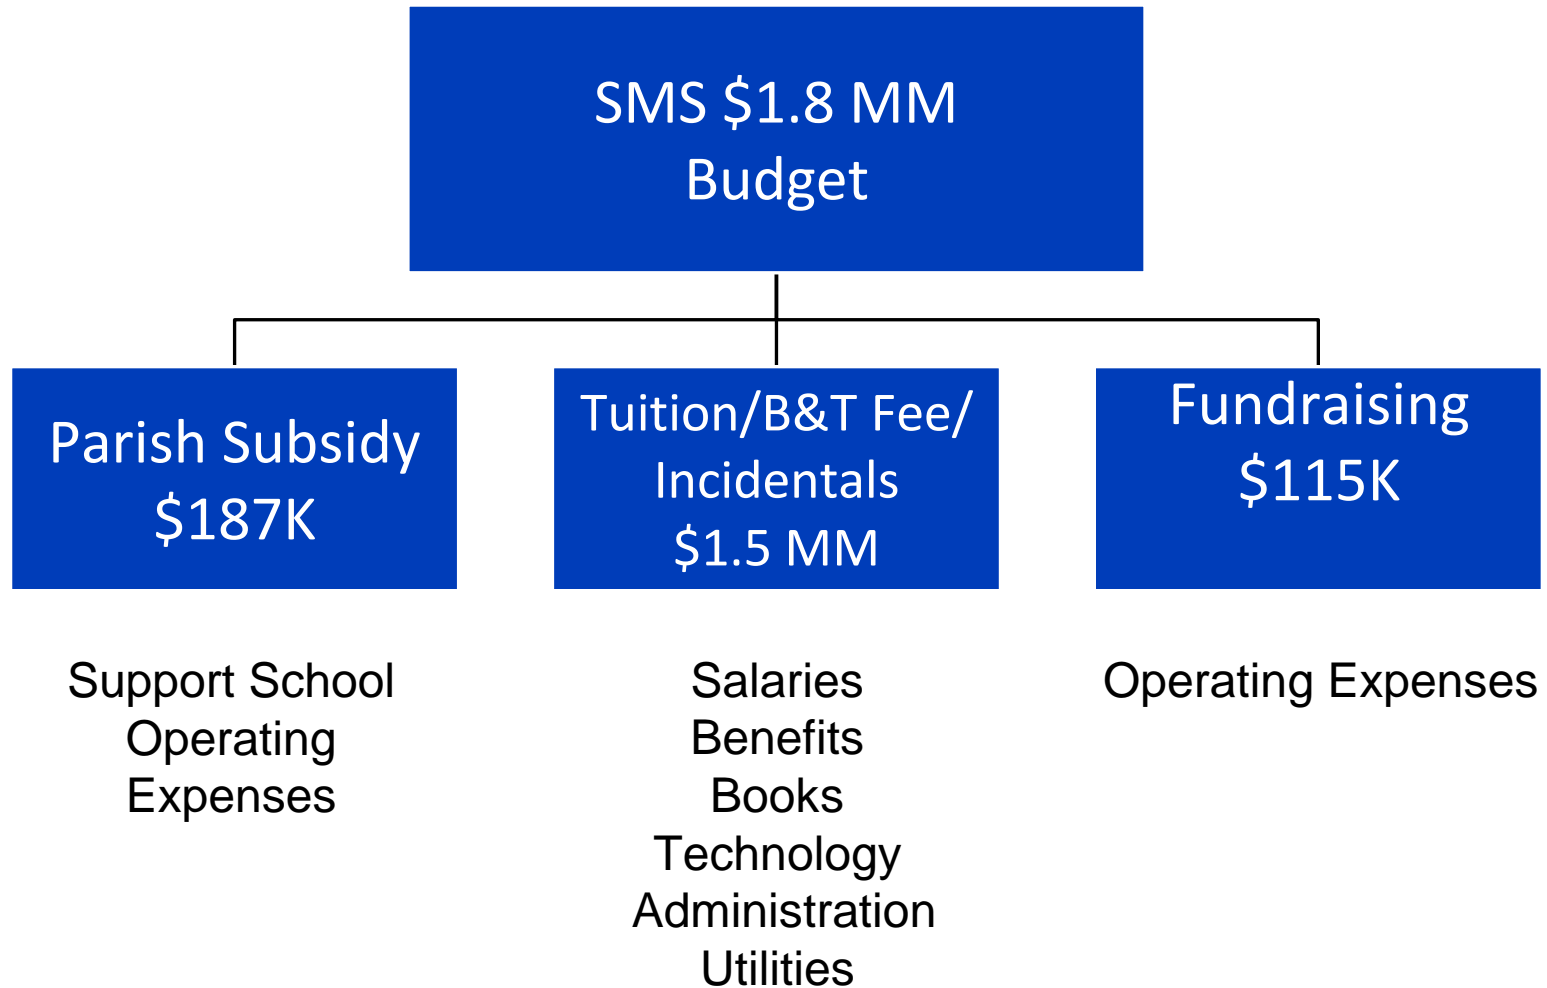 SMS $1.8 MM
Budget
Parish Subsidy
$187K
Tuition/B&T Fee/
Incidentals
$1.5 MM
Fundraising
$115K
Support School
Operating
Expenses
Salaries
Benefits
Books
Technology
Administration
Utilities
Operating Expenses